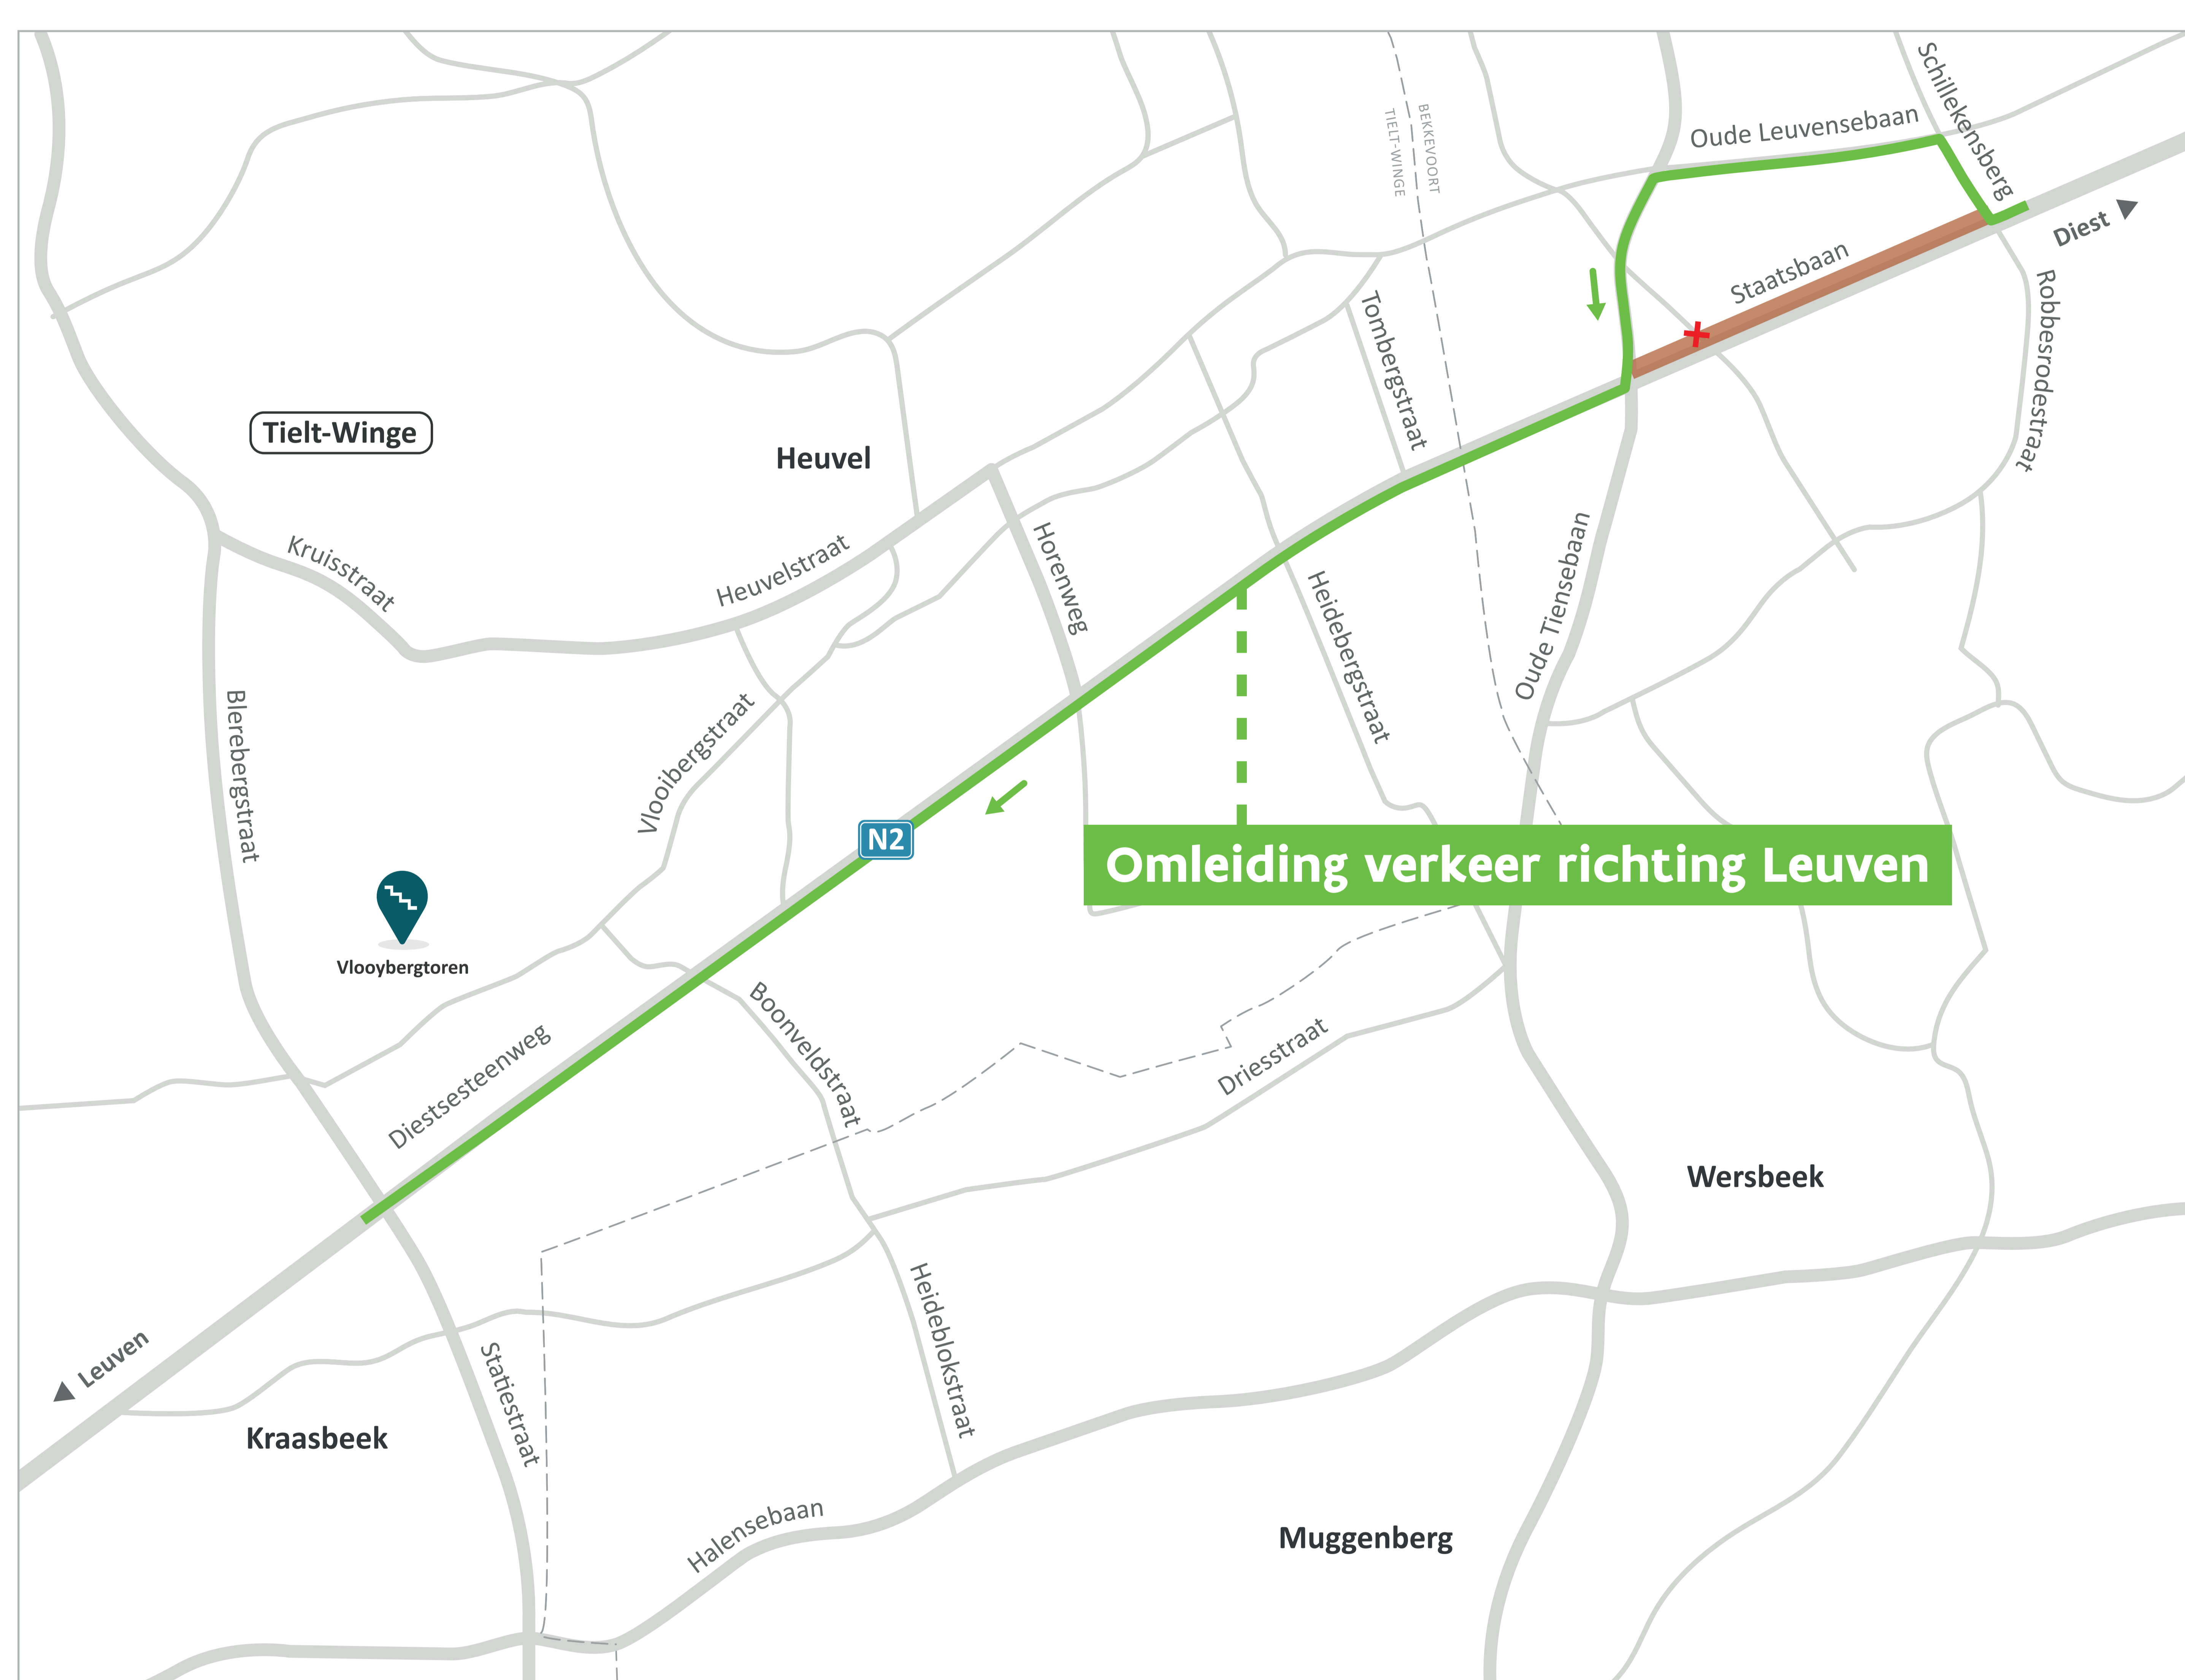 Schillekensberg
Oude Leuvensebaan
BEKKEVOORT
TIELT-WINGE
Diest
Staatsbaan
Robbesrodestraat
Tombergstraat
Tielt-Winge
Heuvel
Kruisstraat
Heuvelstraat
Horenweg
Heidebergstraat
Oude Tiensebaan
Blerebergstraat
Vlooibergstraat
N2
Omleiding verkeer richting Leuven
Vlooybergtoren
Boonveldstraat
Diestsesteenweg
Driesstraat
Wersbeek
Heideblokstraat
Leuven
Statiestraat
Kraasbeek
Halensebaan
Muggenberg